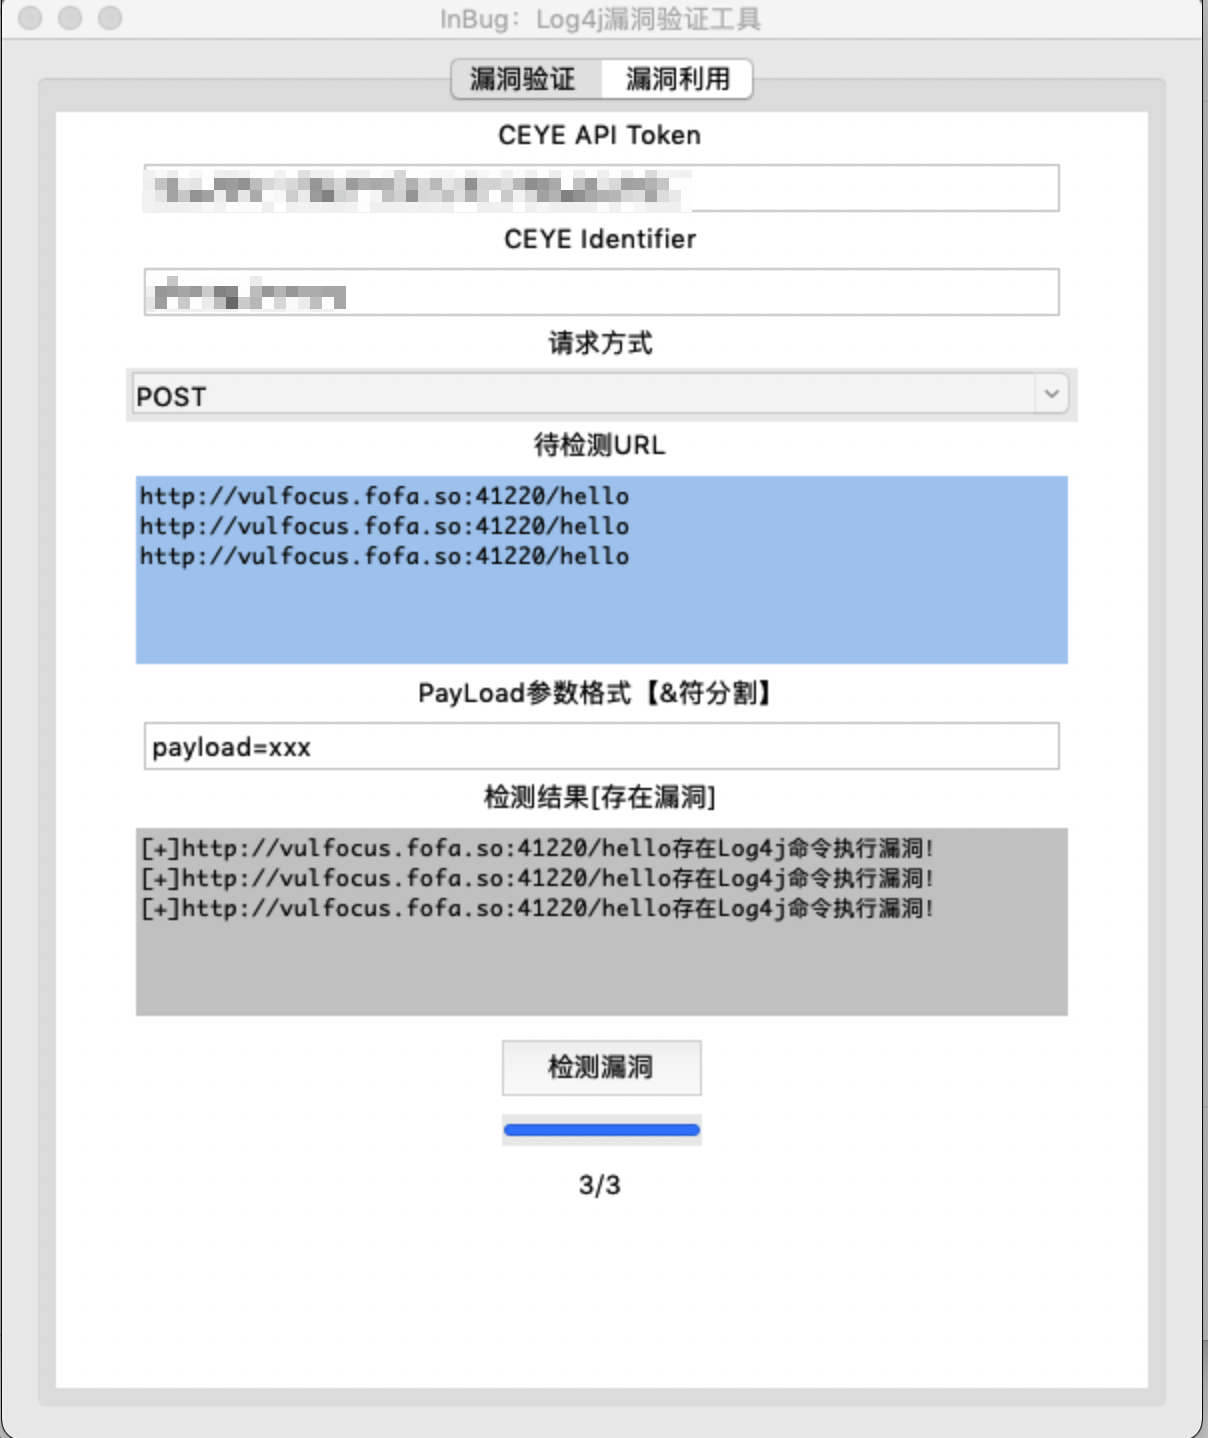 InBug：Log4j漏洞验证工具
漏洞验证 漏洞利用
CEYE API Token
CEYE Identifier
请求方式
POST
待检测URL
http://vulfocus.fofa.so:41220/hello
http://vulfocus.fofa.so:41220/hello
http://vulfocus.fofa.so:41220/hello
PayLoad参数格式【&符分割】
payload=xxx
检测结果[存在漏洞]
[+]http://vulfocus.fofa.so:41220/hello存在Log4j命令执行漏洞!
[+]http://vulfocus.fofa.so:41220/hello存在Log4j命令执行漏洞!
[+]http://vulfocus.fofa.so:41220/hello存在Log4j命令执行漏洞!
检测漏洞
3/3